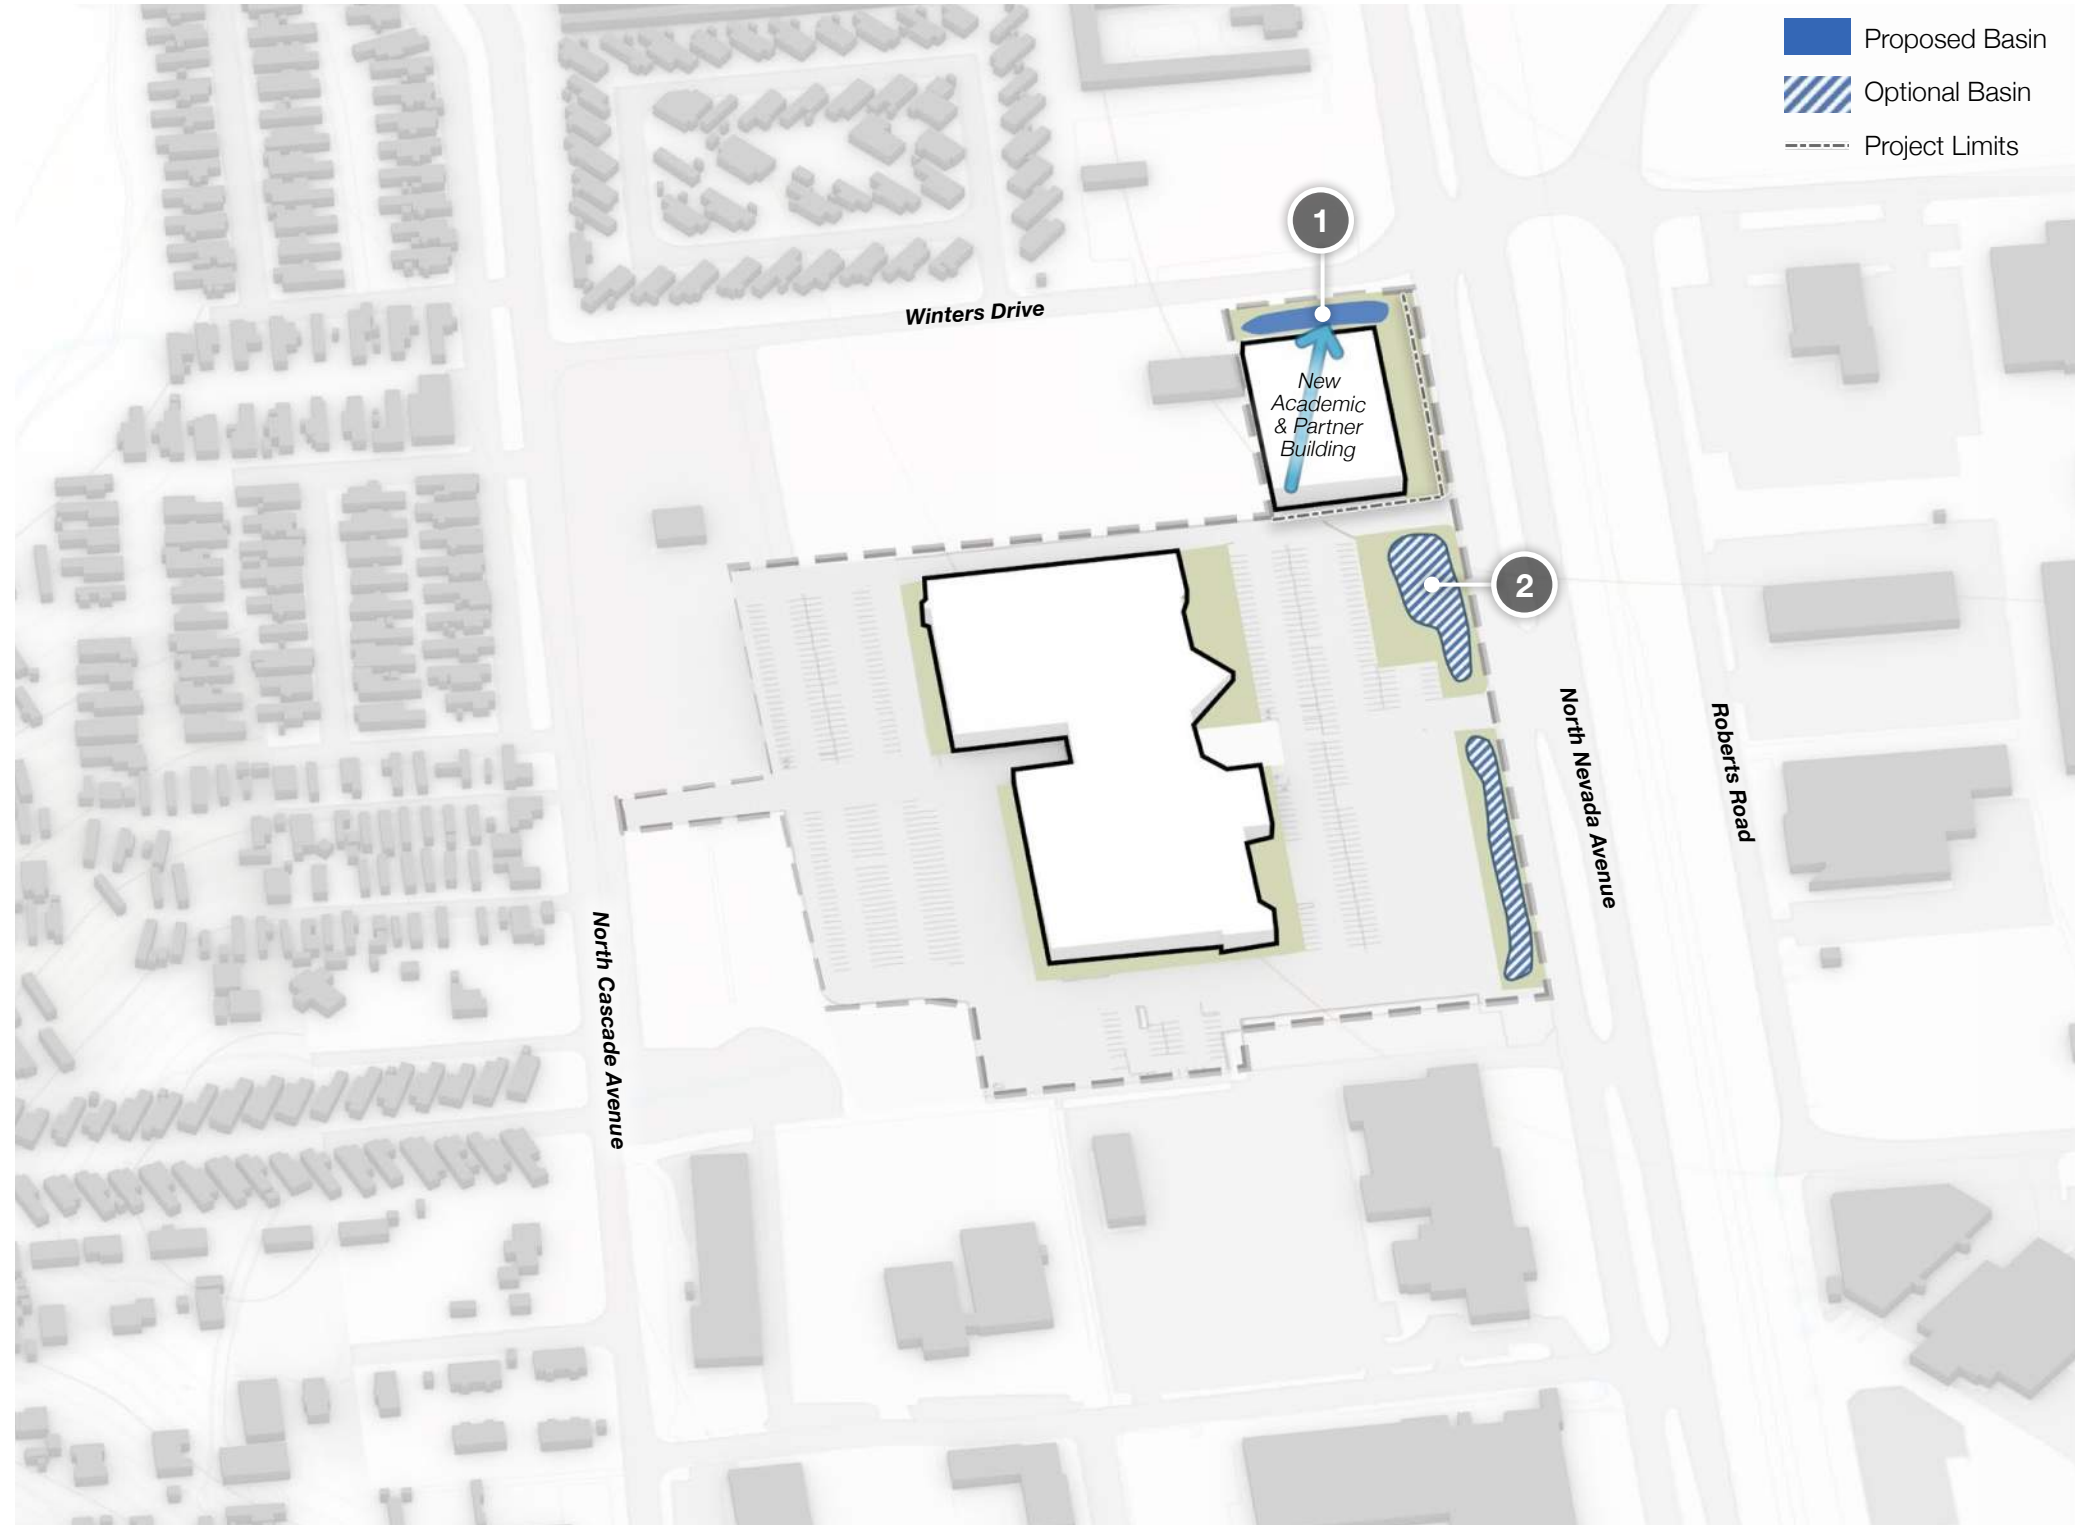 Proposed Basin
Optional Basin
Project Limits
1
Winters Drive
New
Academic
& Partner
Building
2
North Nevada Avenue
Roberts Road
North Cascade Avenue